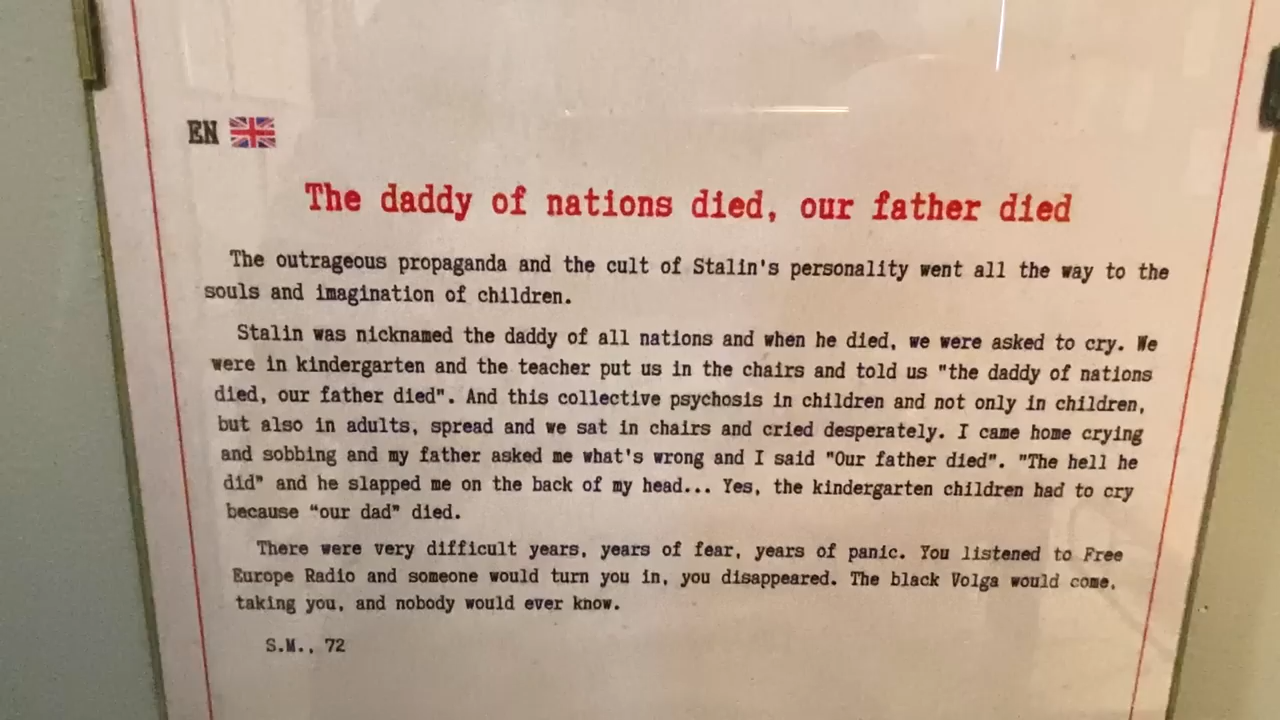 EN
The daddy of nations died, our father died
The outrageous propaganda and the cult of Stalin's personality went all the way to the
souls and imagination of children.
Stalin was nicknamed the daddy of all nations and when he died, we were asked to cry. We
were in kindergarten and the teacher put us in the chairs and told us "the daddy of nations
died, our father died". And this collective psychosis in children and not only in children,
but also in adults, spread and we sat in chairs and cried desperately. I came home crying
and sobbing and my father asked me what's wrong and I said "Our father died". "The hell he
did" and he slapped me on the back of my head... Yes, the kindergarten children had to cry
because “our dad” died.
There were very difficult years, years of fear, years of panic. You listened to Free
Europe Radio and someone would turn you in, you disappeared. The black Volga would come,
taking you, and nobody would ever know.
S.M., 72